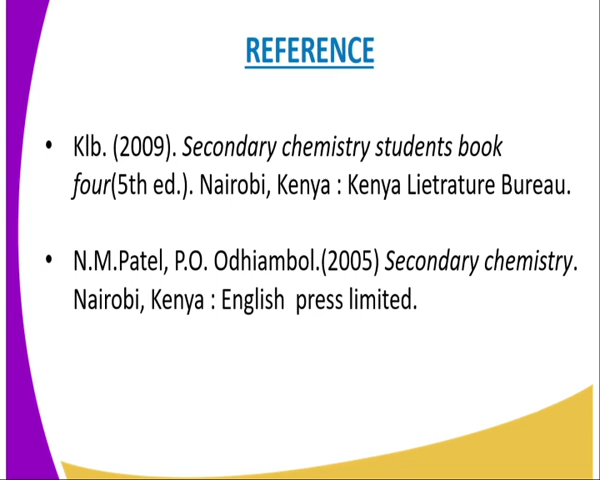 REFERENCE
• Klb. (2009). Secondary chemistry students book
four(5th ed.). Nairobi, Kenya : Kenya Lietrature Bureau.
• N.M.Patel, P.O. Odhiambol.(2005) Secondary chemistry.
Nairobi, Kenya : English press limited.